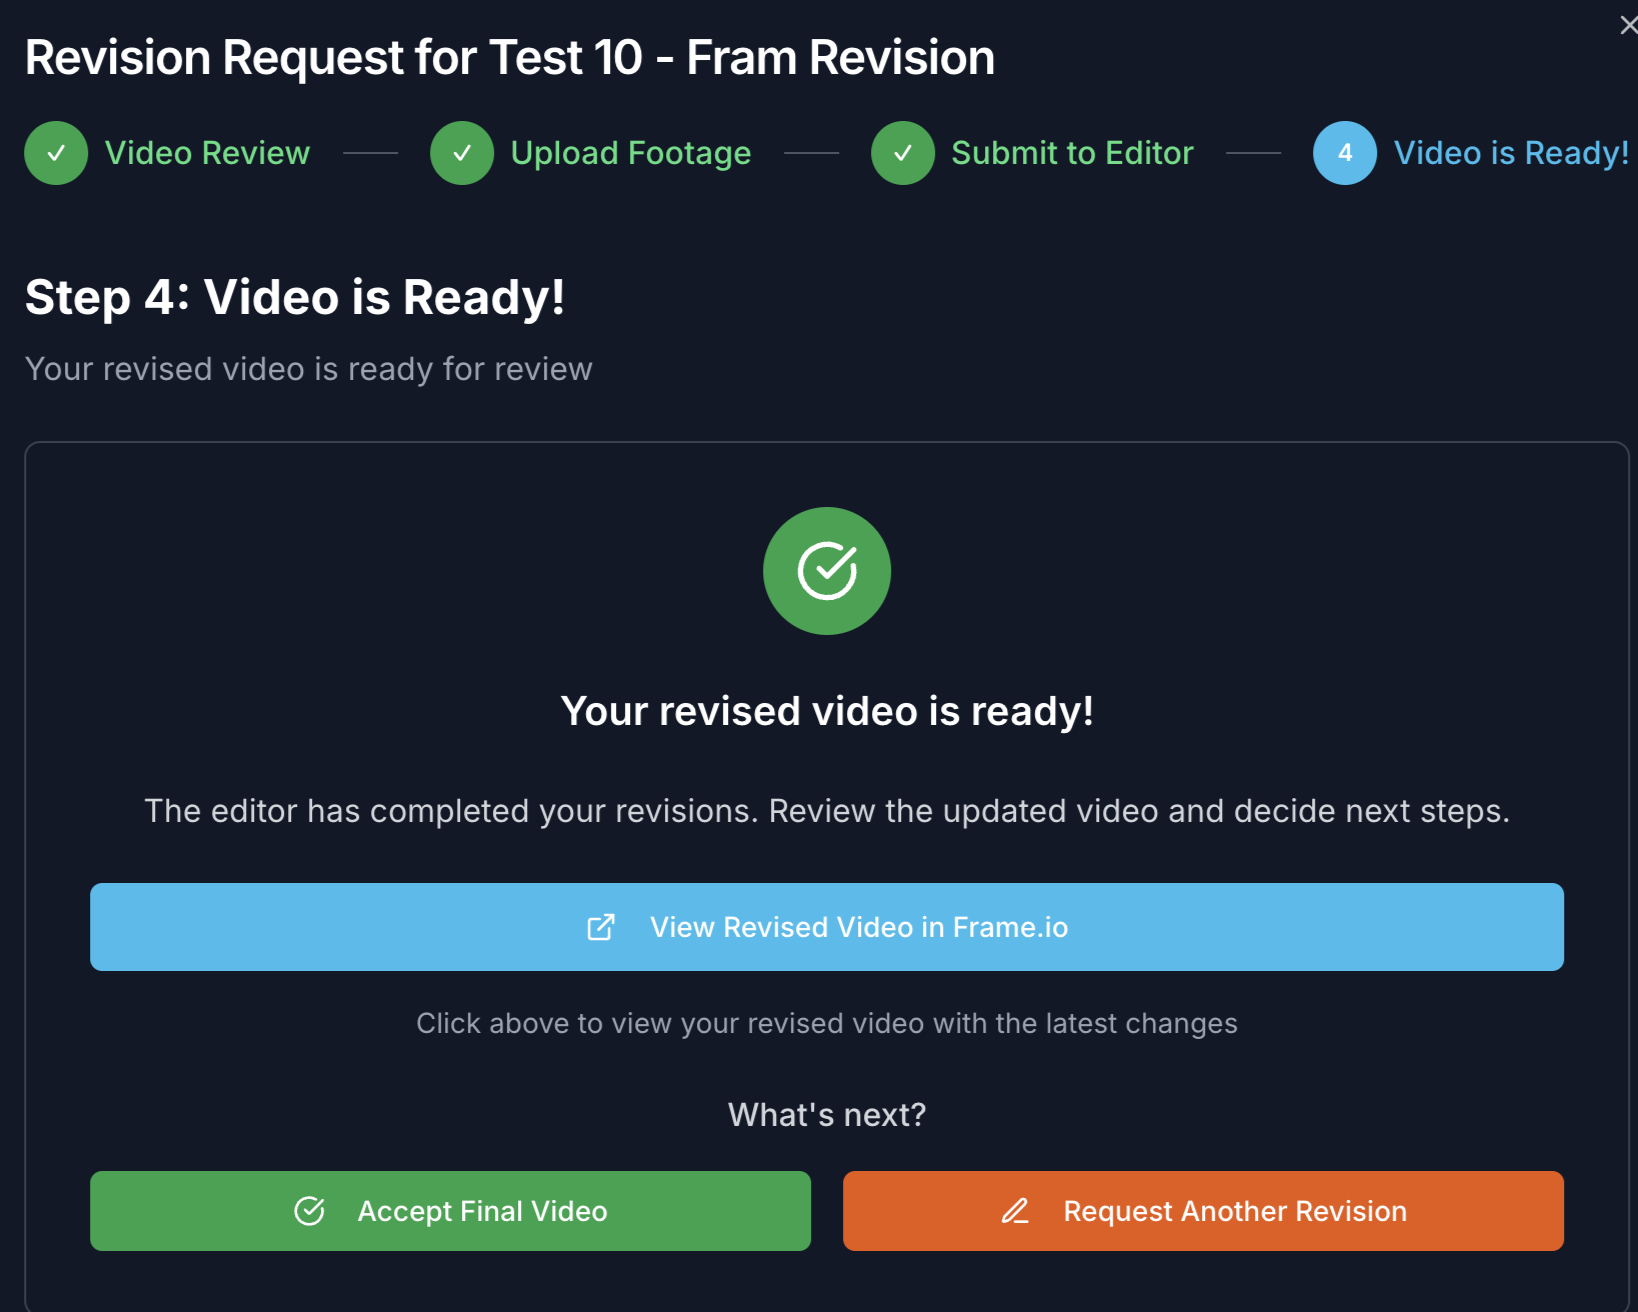 Revision Request for Test 10 - Fram Revision
Video Review
Upload Footage
Submit to Editor
4 Video is Ready!
Step 4: Video is Ready!
Your revised video is ready for review
Your revised video is ready!
The editor has completed your revisions. Review the updated video and decide next steps.
View Revised Video in Frame.io
Click above to view your revised video with the latest changes
What's next?
Accept Final Video
Request Another Revision